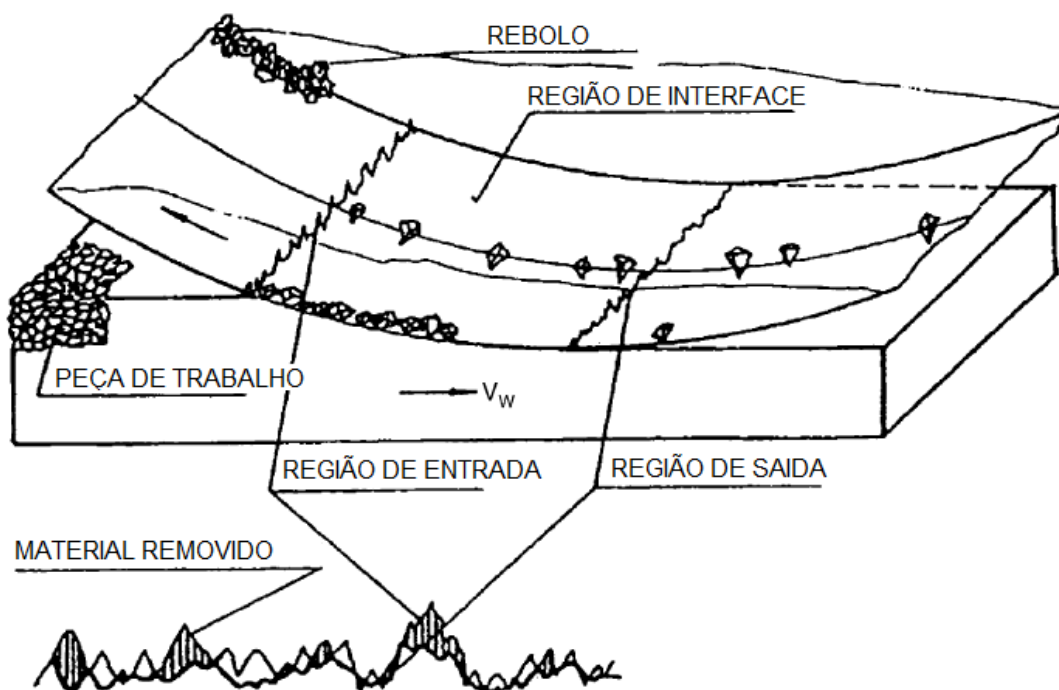 REBOLO
REGIÃO DE INTERFACE
PEÇA DE TRABALHO
V_W
REGIÃO DE ENTRADA
REGIÃO DE SAIDA
MATERIAL REMOVIDO